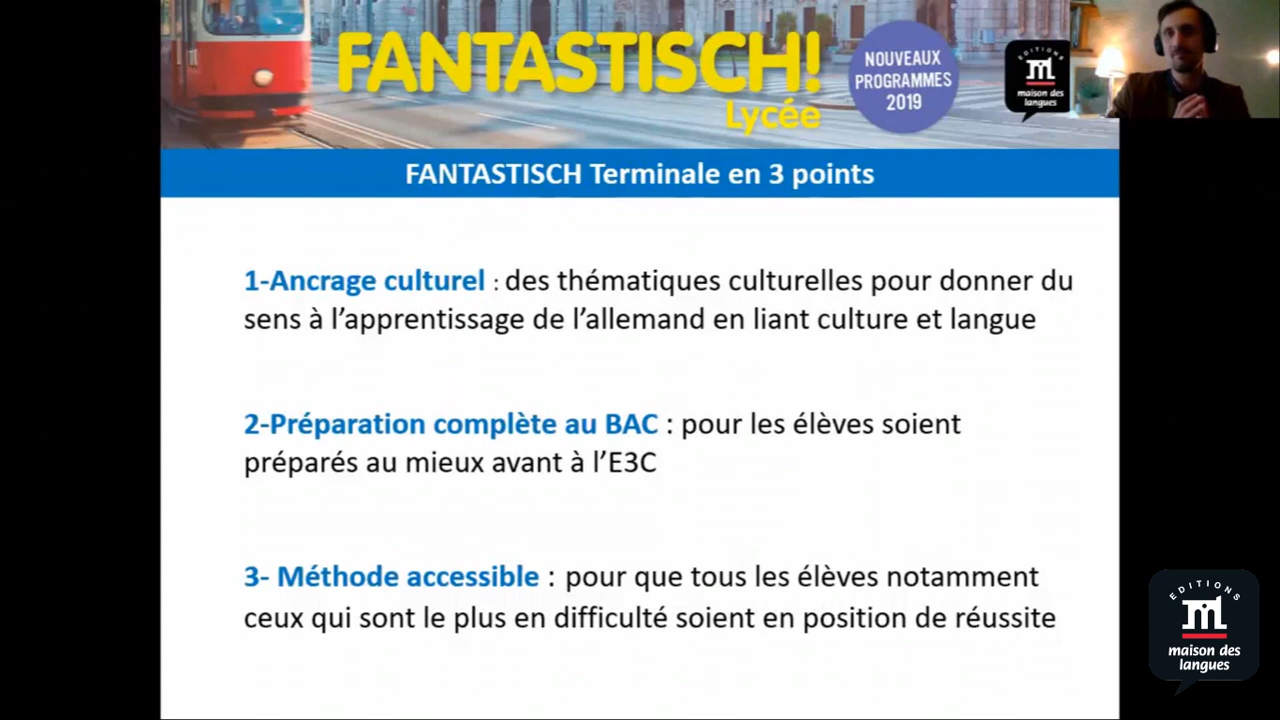 FANTASTISCH!
Lycée
NOUVEAUX
PROGRAMMES
2019
EDITIONS
maison des
langues
FANTASTISCH Terminale en 3 points
1-Ancrage culturel : des thématiques culturelles pour donner du
sens à l’apprentissage de l’allemand en liant culture et langue
2-Préparation complète au BAC : pour les élèves soient
préparés au mieux avant à l’E3C
3- Méthode accessible : pour que tous les élèves notamment
ceux qui sont le plus en difficulté soient en position de réussite
EDITIONS
maison des
langues